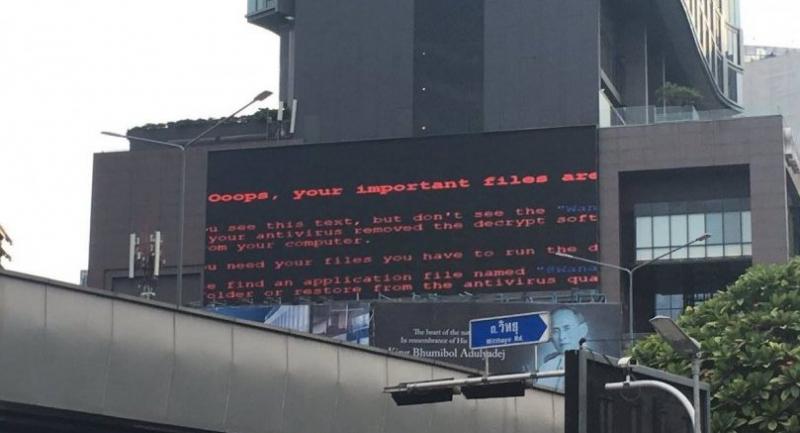 Ooops, your important files are
u see this text, but don't see the "Wan
your antivirus removed the decrypt soft
om your computer.
u need your files you have to run the d
e find an application file named "@Wana
older or restore from the antivirus qua
The heart of the na
In remembrance of His
King Bhumibol Adulyadej
ถ.วิทยุ
Witthayu Rd.